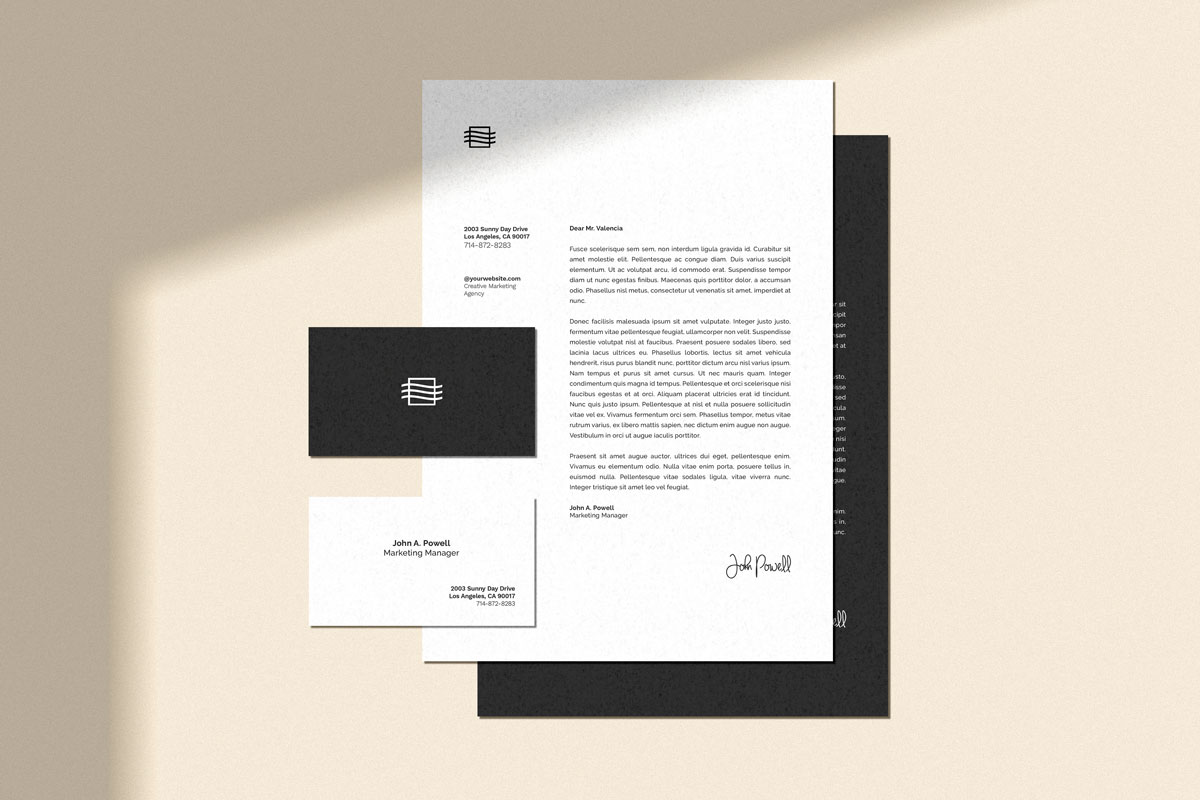 2003 Sunny Day Drive
Los Angeles, CA 90017
714-872-8283
@yourwebsite.com
Creative Marketing
Agency
Dear Mr. Valencia
Fusce scelerisque sem sem, non interdum ligula gravida id. Curabitur sit
amet molestie elit. Pellentesque ac congue diam. Duis varius suscipit
elementum. Ut ac volutpat arcu, id commodo erat. Suspendisse tempor
diam ut nunc egestas finibus. Maecenas quis porttitor dolor, a accumsan
odio. Phasellus nisl metus, consectetur ut venenatis sit amet, imperdiet at
nunc.
Donec facilisis malesuada ipsum sit amet vulputate. Integer justo justo,
fermentum vitae pellentesque feugiat, ullamcorper non velit. Suspendisse
molestie volutpat nisl at faucibus. Praesent posuere sodales libero, sed
lacinia lacus ultrices eu. Phasellus lobortis, lectus sit amet vehicula
hendrerit, risus purus blandit nunc, porttitor dictum arcu nisl varius ipsum.
Nam tempus et purus sit amet cursus. Ut nec mauris quam. Integer
condimentum quis magna id tempus. Pellentesque et orci scelerisque nisi
faucibus egestas et at orci. Aliquam placerat ultricies erat id tincidunt.
Nunc quis justo ipsum. Pellentesque at nisl et nulla posuere sollicitudin
vitae vel ex. Vivamus fermentum orci sem. Phasellus tempor, metus vitae
rutrum varius, ex libero mattis sapien, nec dictum enim augue non augue.
Vestibulum in orci ut augue iaculis porttitor.
Praesent sit amet augue auctor, ultrices dui eget, pellentesque enim.
Vivamus eu elementum odio. Nulla vitae enim porta, posuere tellus in,
euismod nulla. Pellentesque vitae sodales ligula, vitae viverra nunc.
Integer tristique sit amet leo vel feugiat.
John A. Powell
Marketing Manager
John Powell
John A. Powell
Marketing Manager
2003 Sunny Day Drive
Los Angeles, CA 90017
714-872-8283